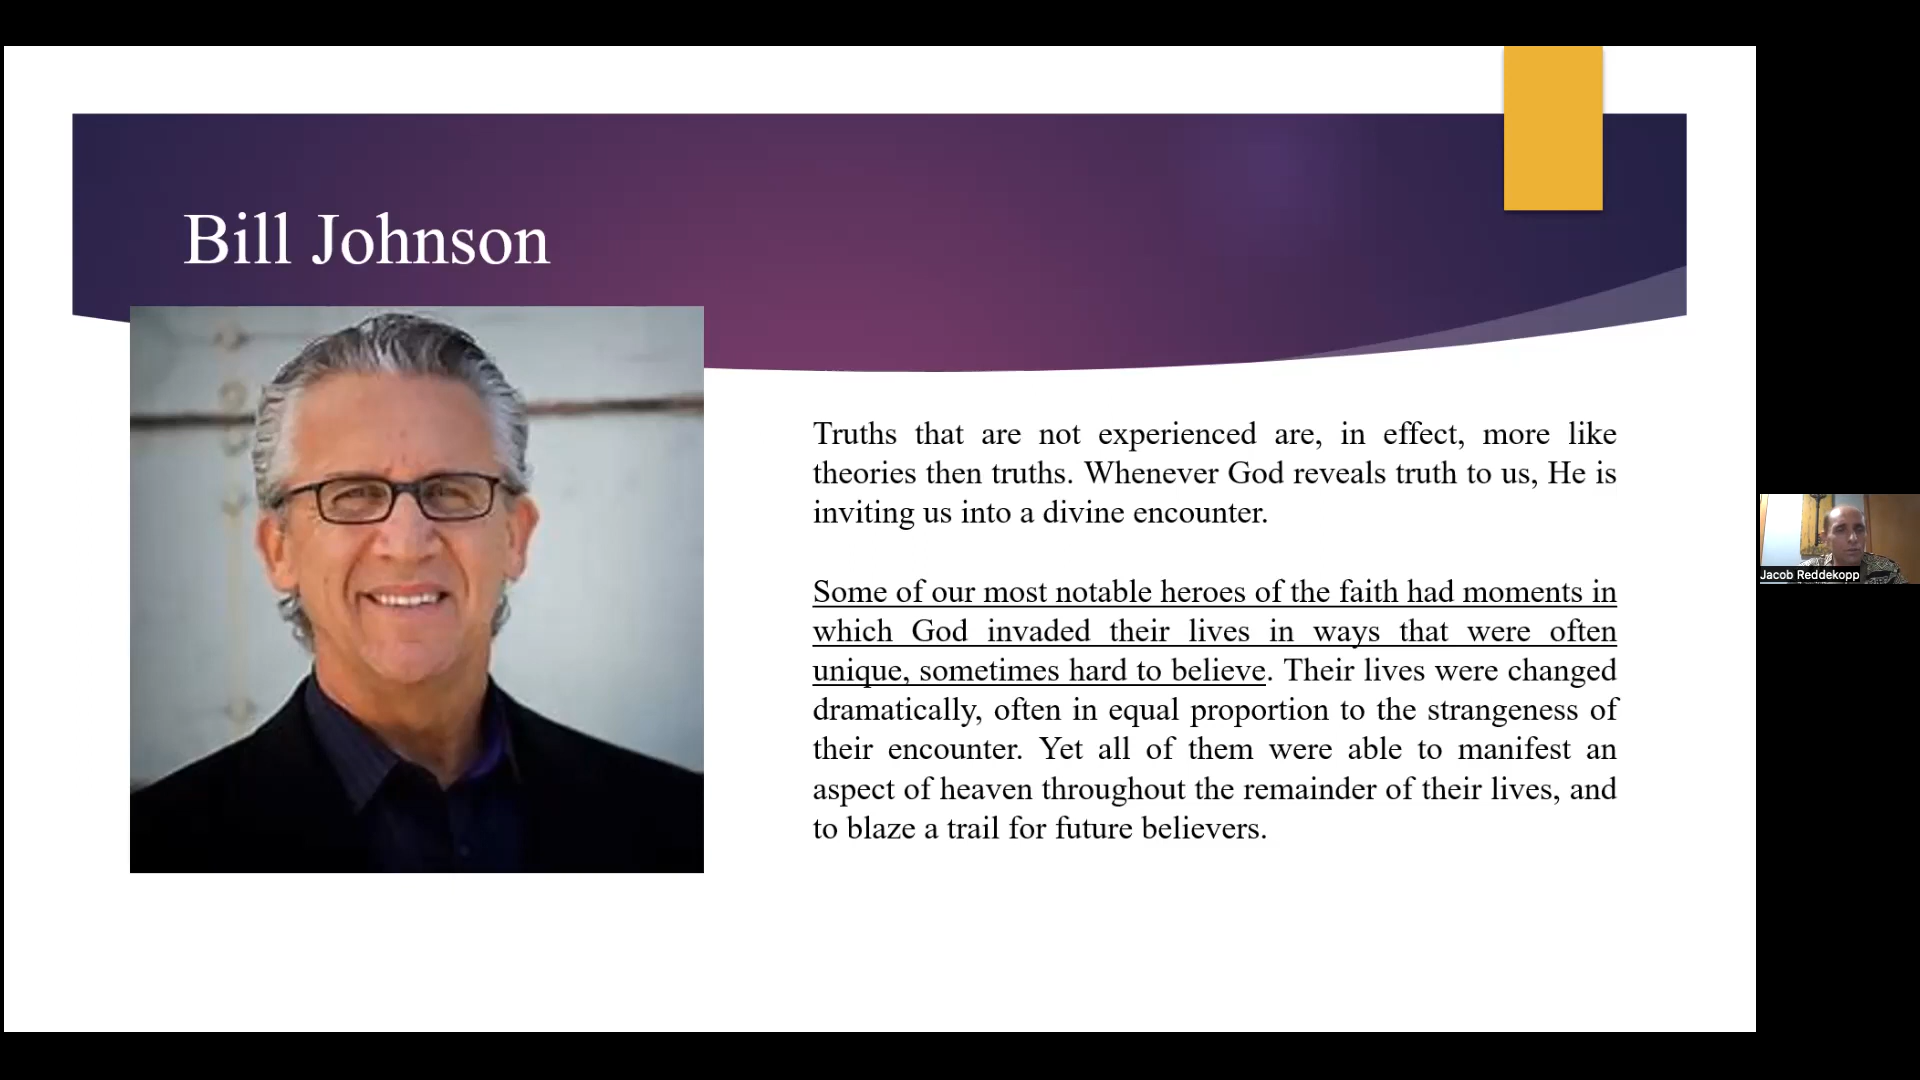 Bill Johnson
Truths that are not experienced are, in effect, more like
theories then truths. Whenever God reveals truth to us, He is
inviting us into a divine encounter.
Some of our most notable heroes of the faith had moments in
which God invaded their lives in ways that were often
unique, sometimes hard to believe. Their lives were changed
dramatically, often in equal proportion to the strangeness of
their encounter. Yet all of them were able to manifest an
aspect of heaven throughout the remainder of their lives, and
to blaze a trail for future believers.
Jacob Reddekopp